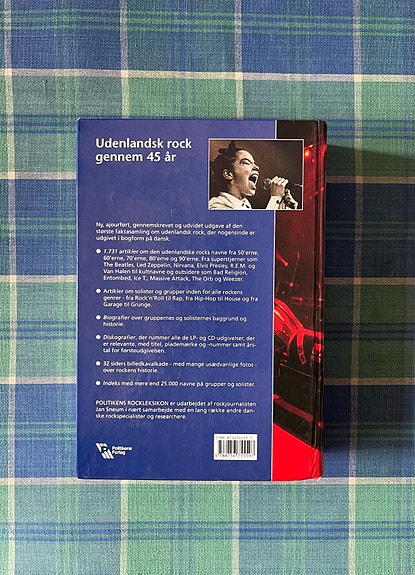 Udenlandsk rock
gennem 45 år
Ny, ajourført, gennemskrevet og udvidet udgave af den
største faktasamling om udenlandsk rock, der nogensinde er
udgivet i bogform på dansk.
1.731 artikler om den udenlandske rocks navne fra 50'erne,
60'erne, 70'erne, 80'erne og 90'erne. Fra superstjerner som
The Beatles, Led Zeppelin, Nirvana, Elvis Presley, R.E.M. og
Van Halen til kultnavne og outsidere som Bad Religion,
Entombed, Ice T., Massive Attack, The Orb og Weezer.
Artikler om solister og grupper inden for alle rockens
genrer - fra Rock'n'Roll til Rap, fra Hip-Hop til House og fra
Garage til Grunge.
Biografier over gruppernes og solisternes baggrund og
historie.
Diskografier, der rummer alle de LP- og CD-udgivelser, der
er relevante, med titel, plademærke og -nummer samt års-
tal for førsteudgivelsen.
32 siders billedkavalkade - med mange usædvanlige fotos -
over rockens historie.
Indeks med mere end 25.000 navne på grupper og solister.
POLITIKENS ROCKLEKSIKON er udarbejdet af rockjournalisten
Jan Sneum i nært samarbejde med en lang række andre dan-
ske rockspecialister og researchere.
Politikens
Forlag